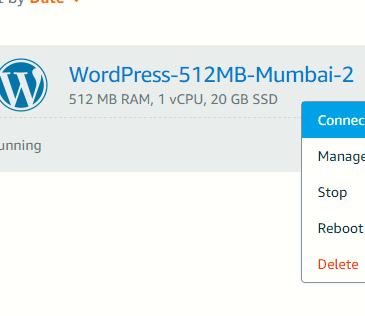 by Date
WordPress-512MB-Mumbai-2
512 MB RAM, 1 vCPU, 20 GB SSD
Connec
unning
Manage
Stop
Reboot
Delete